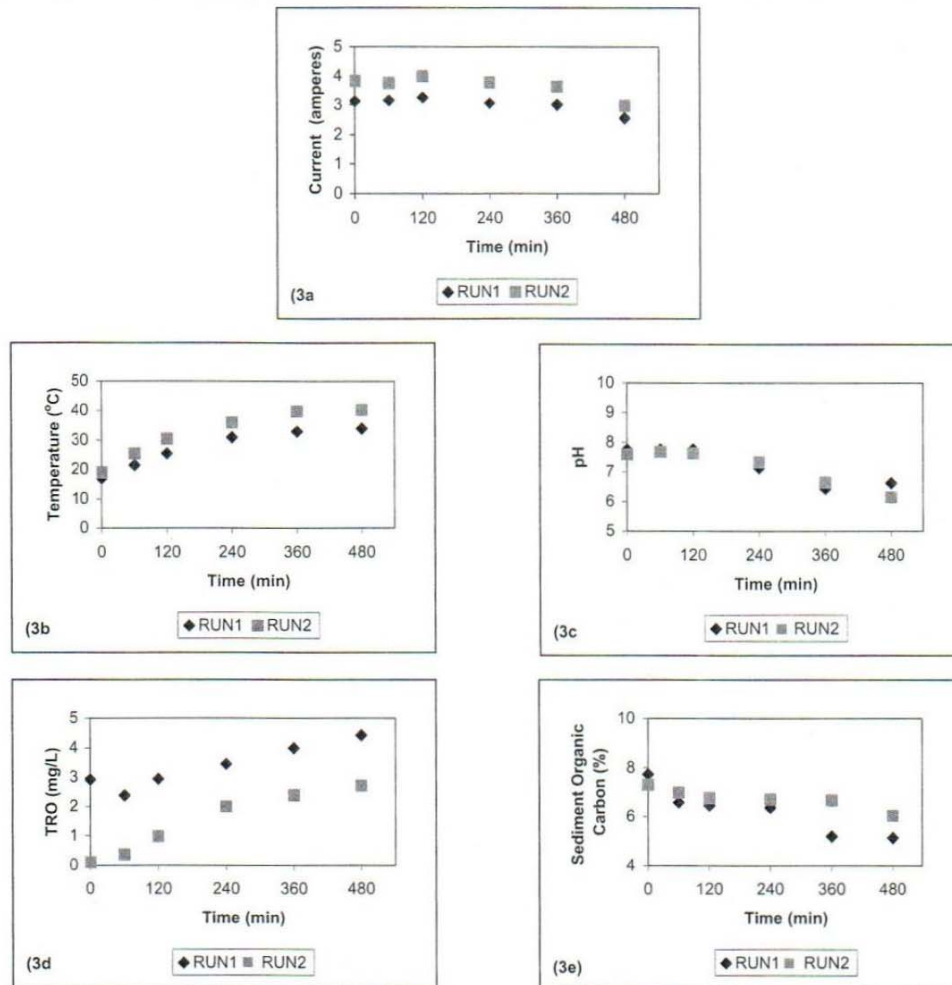 Current (amperes)
5
4
3
2
1
0
0 120 240 360 480
Time (min)
(3a
RUN1 RUN2
Temperature (°C)
50
40
30
20
10
0
0 120 240 360 480
Time (min)
(3b
RUN1 RUN2
pH
10
9
8
7
6
5
0 120 240 360 480
Time (min)
(3c
RUN1 RUN2
TRO (mg/L)
5
4
3
2
1
0
0 120 240 360 480
Time (min)
(3d
RUN1 RUN2
Sediment Organic
Carbon (%)
10
8
6
4
0 120 240 360 480
Time (min)
(3e)
RUN1 RUN2